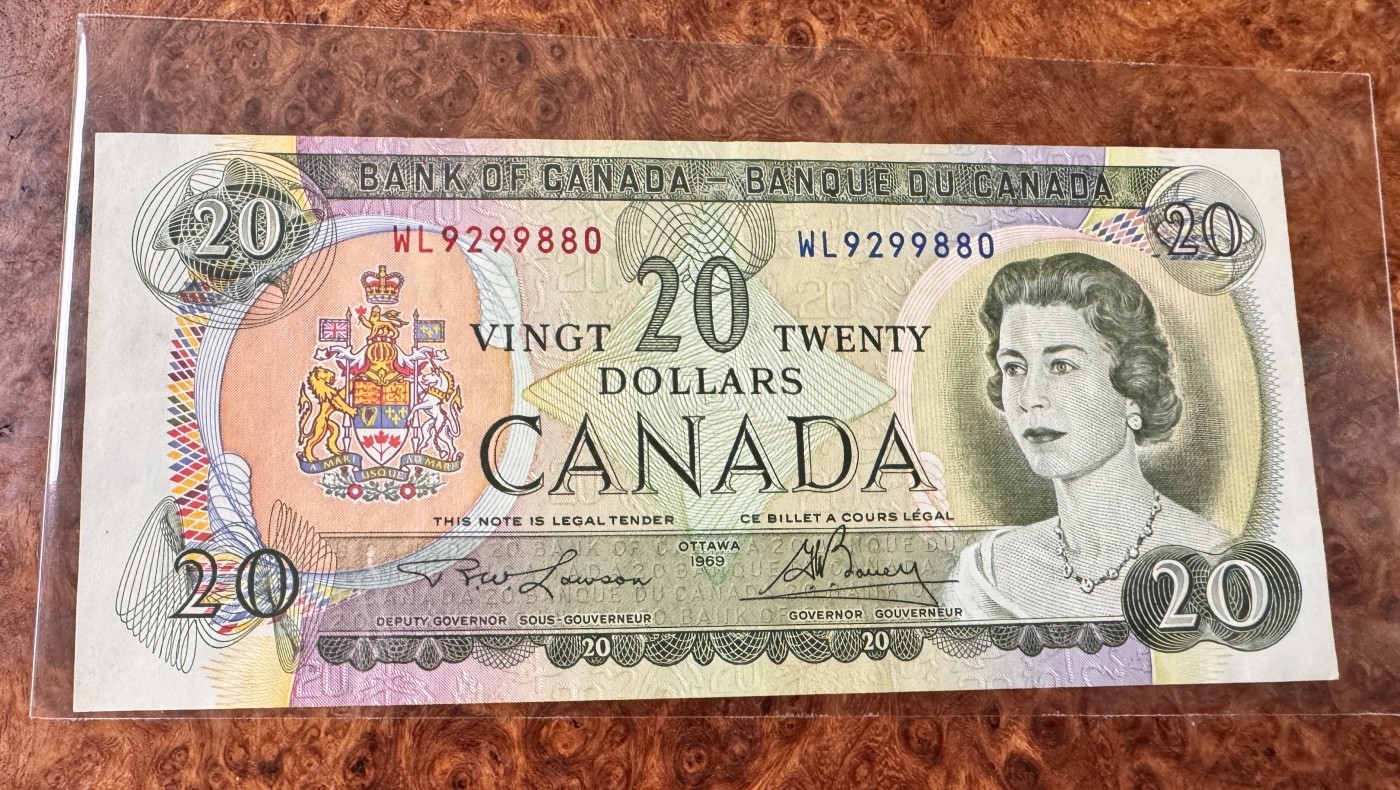 BANK OF CANADA – BANQUE DU CANADA
20
20
WL9299880
WL9299880
20
VINGT
TWENTY
DOLLARS
CANADA
A MARI USQUE AD MARE
THIS NOTE IS LEGAL TENDER
CE BILLET A COURS LÉGAL
OTTAWA
1969
R.W. Lawson
G.K. Bouey
DEPUTY GOVERNOR SOUS-GOUVERNEUR
GOVERNOR GOUVERNEUR
20
20
20
20